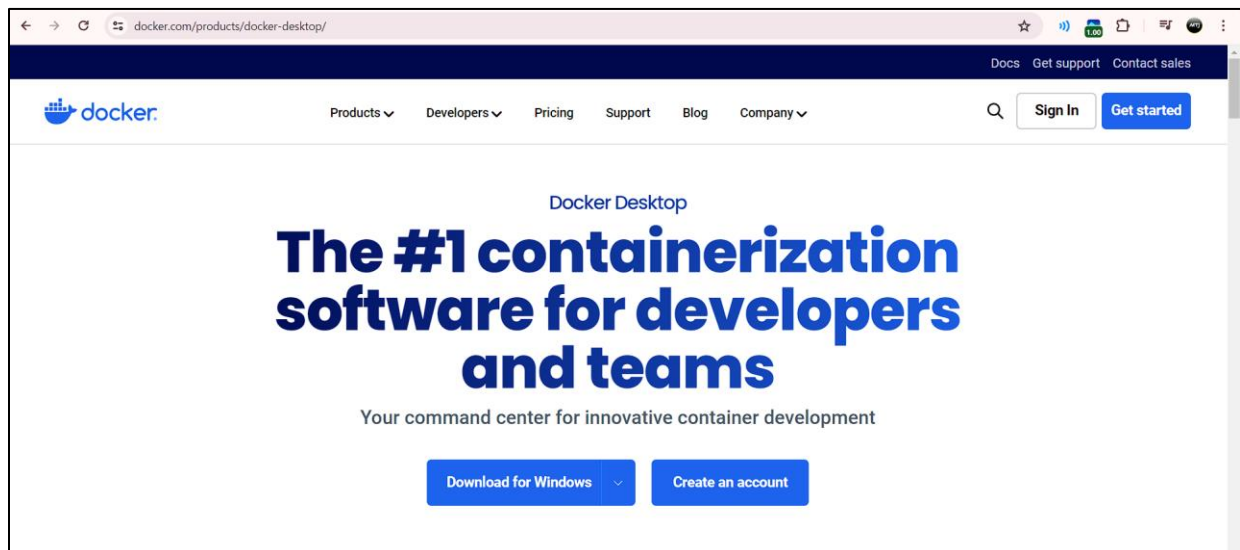 docker.com/products/docker-desktop/
1.00
Docs Get support Contact sales
docker
Products Developers Pricing Support Blog Company Sign In Get started
Docker Desktop
The #1 containerization
software for developers
and teams
Your command center for innovative container development
Download for Windows Create an account